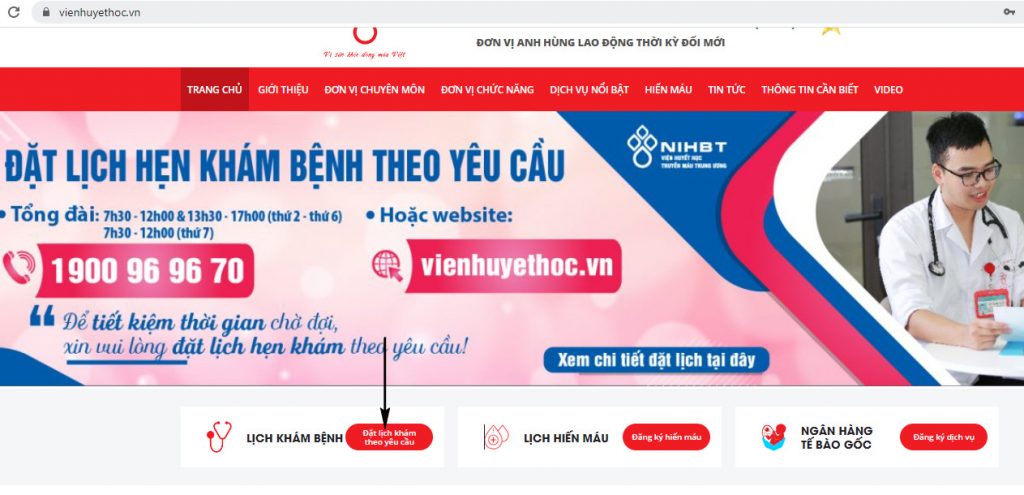 vienhuyethoc.vn
Vì sức khỏe dòng máu Việt
ĐƠN VỊ ANH HÙNG LAO ĐỘNG THỜI KỲ ĐỔI MỚI
TRANG CHỦ GIỚI THIỆU ĐƠN VỊ CHUYÊN MÔN ĐƠN VỊ CHỨC NĂNG DỊCH VỤ NỔI BẬT HIẾN MÁU TIN TỨC THÔNG TIN CẦN BIẾT VIDEO
NIHBT
VIỆN HUYẾT HỌC
TRUYỀN MÁU TRUNG ƯƠNG
ĐẶT LỊCH HẸN KHÁM BỆNH THEO YÊU CẦU
• Tổng đài: 7h30 - 12h00 & 13h30 - 17h00 (thứ 2 - thứ 6)
7h30 - 12h00 (thứ 7)
1900 96 96 70
• Hoặc website:
vienhuyethoc.vn
“ Để tiết kiệm thời gian chờ đợi,
xin vui lòng đặt lịch hẹn khám theo yêu cầu!
Xem chi tiết đặt lịch tại đây
LỊCH KHÁM BỆNH
Đặt lịch khám
theo yêu cầu
LỊCH HIẾN MÁU
Đăng ký hiến máu
NGÂN HÀNG
TẾ BÀO GỐC
Đăng ký dịch vụ